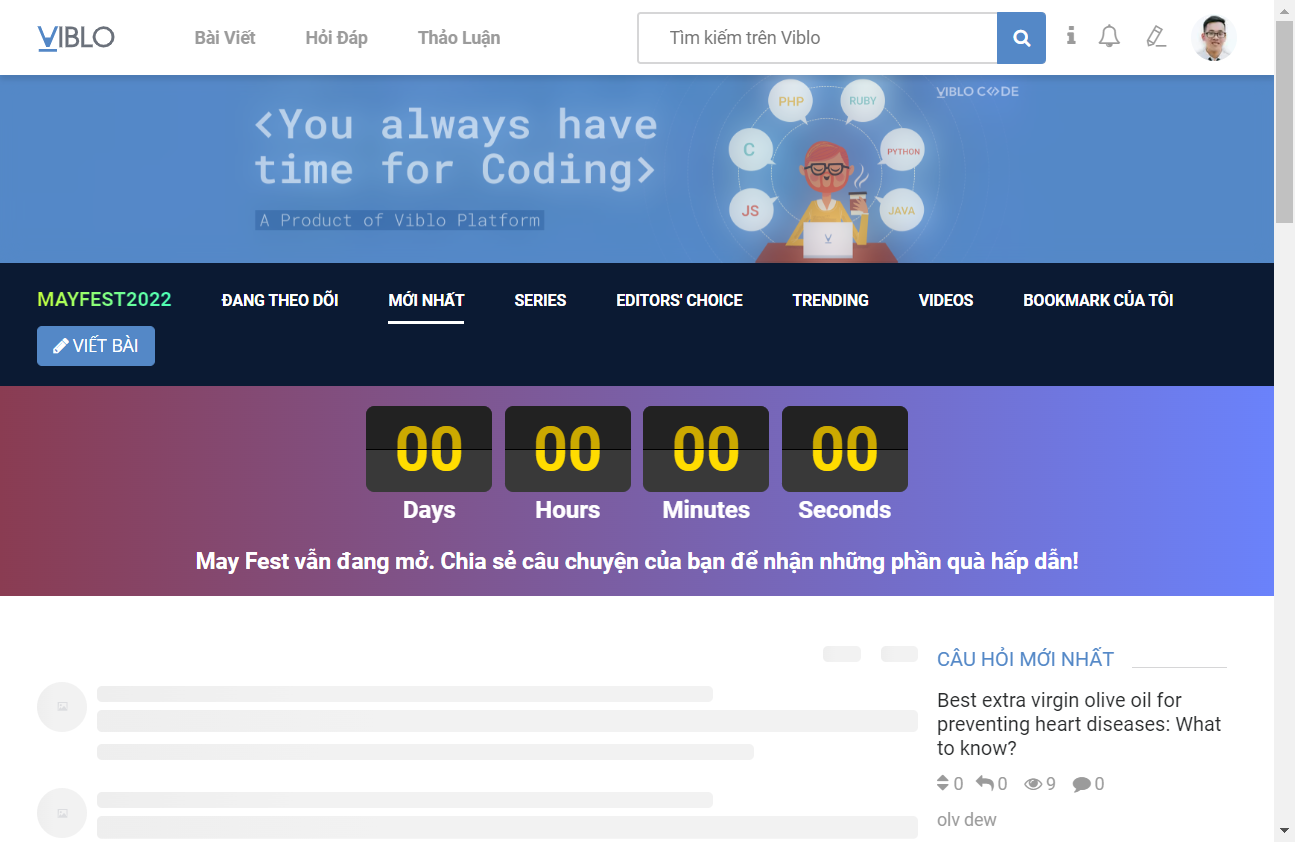 VIBLO
Bài Viết
Hỏi Đáp
Thảo Luận
Tìm kiếm trên Viblo
<You always have
time for Coding>
A Product of Viblo Platform
PHP
RUBY
C
PYTHON
JS
JAVA
VIBLO C<>DE
MAYFEST2022
ĐANG THEO DÕI
MỚI NHẤT
SERIES
EDITORS' CHOICE
TRENDING
VIDEOS
BOOKMARK CỦA TÔI
VIẾT BÀI
00 00 00 00
Days Hours Minutes Seconds
May Fest vẫn đang mở. Chia sẻ câu chuyện của bạn để nhận những phần quà hấp dẫn!
CÂU HỎI MỚI NHẤT
Best extra virgin olive oil for
preventing heart diseases: What
to know?
0 0 9 0
olv dew